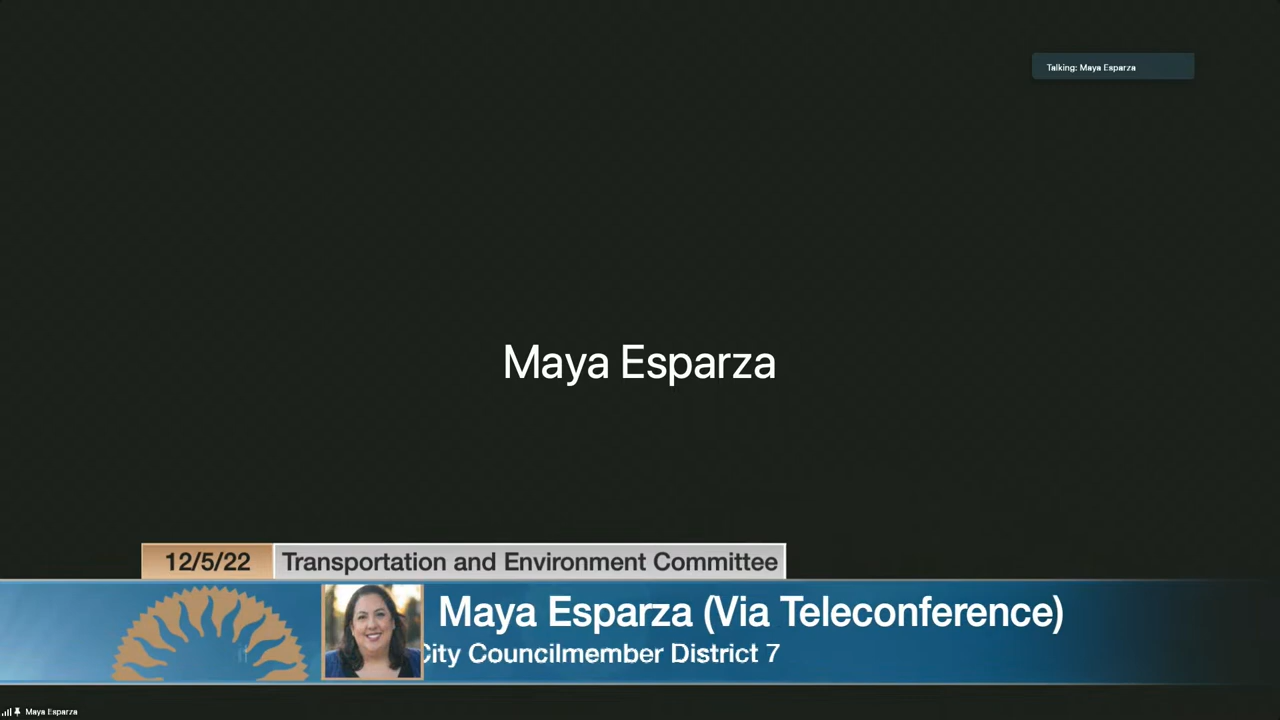 Talking: Maya Esparza
Maya Esparza
12/5/22 Transportation and Environment Committee
Maya Esparza (Via Teleconference)
City Councilmember District 7
Maya Esparza